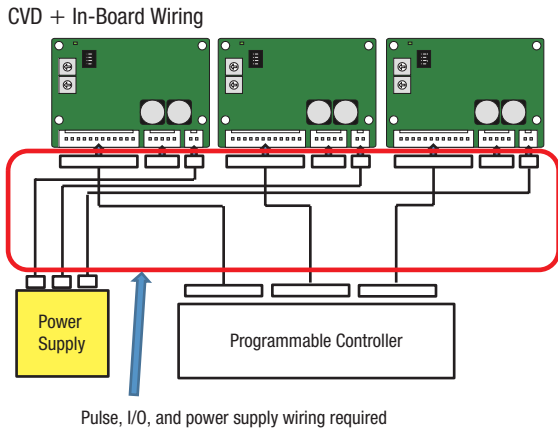 CVD + In-Board Wiring
Power
Supply
Programmable Controller
Pulse, I/O, and power supply wiring required